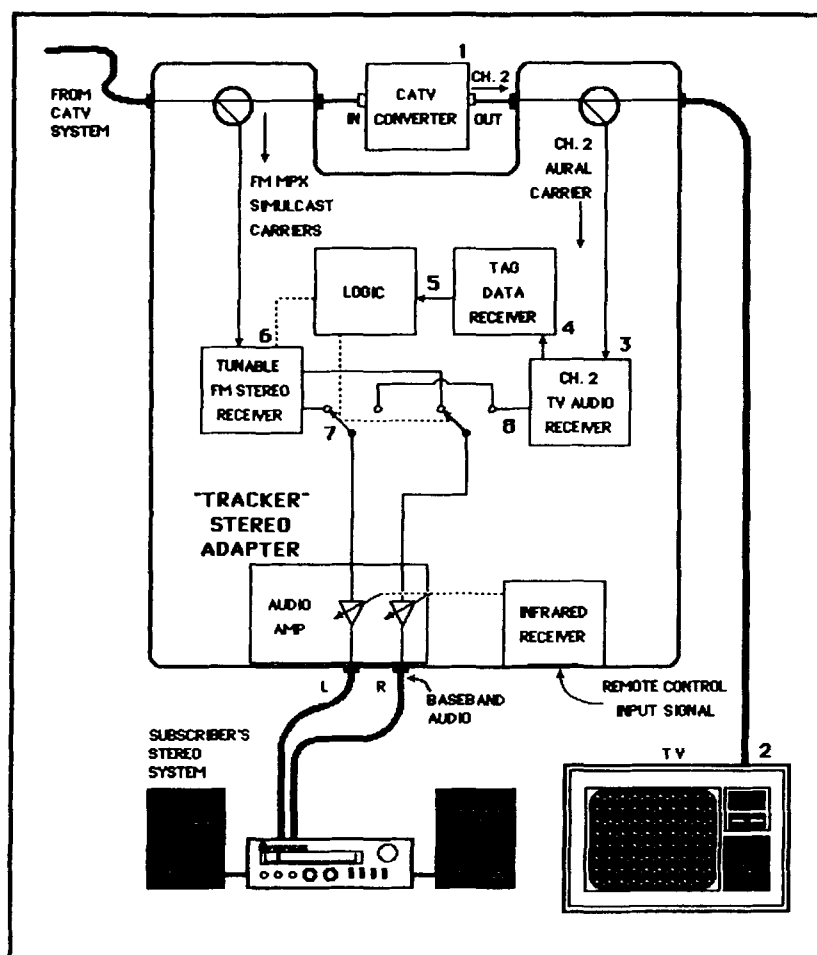 1
CH. 2
FROM
CATV
SYSTEM
CATV
CONVERTER
IN
OUT
FM MPX
SIMULCAST
CARRIERS
CH. 2
AURAL
CARRIER
LOGIC
5
TAG
DATA
RECEIVER
4
3
6
TUNABLE
FM STEREO
RECEIVER
7
8
CH. 2
TV AUDIO
RECEIVER
"TRACKER"
STEREO
ADAPTER
AUDIO
AMP
INFRARED
RECEIVER
L
R
BASEBAND
AUDIO
REMOTE CONTROL
INPUT SIGNAL
SUBSCRIBER'S
STEREO
SYSTEM
TV
2